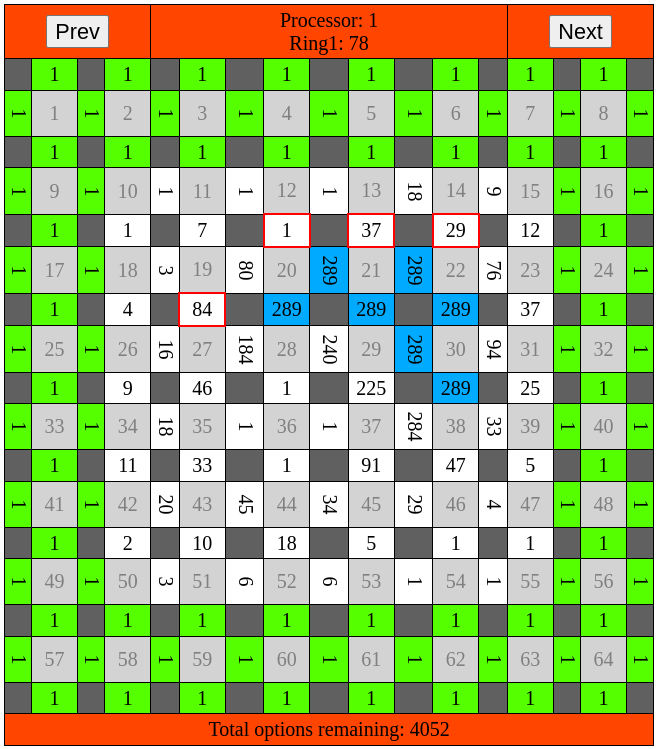 Prev Processor: 1 Next
Ring1: 78
1 1 1 1 1 1 1 1
1 1 1 2 1 3 1 4 1 5 1 6 1 7 1 8 1
1 1 1 1 1 1 1 1
1 9 1 10 1 11 1 12 1 13 18 14 9 15 1 16 1
1 1 7 1 37 29 12 1
1 17 1 18 3 19 80 20 289 21 289 22 76 23 1 24 1
1 4 84 289 289 289 37 1
1 25 1 26 16 27 184 28 240 29 289 30 94 31 1 32 1
1 9 46 1 225 289 25 1
1 33 1 34 18 35 1 36 1 37 284 38 33 39 1 40 1
1 11 33 1 91 47 5 1
1 41 1 42 20 43 45 44 34 45 29 46 4 47 1 48 1
1 2 10 18 5 1 1 1
1 49 1 50 3 51 6 52 6 53 1 54 1 55 1 56 1
1 1 1 1 1 1 1 1
1 57 1 58 1 59 1 60 1 61 1 62 1 63 1 64 1
1 1 1 1 1 1 1 1
Total options remaining: 4052